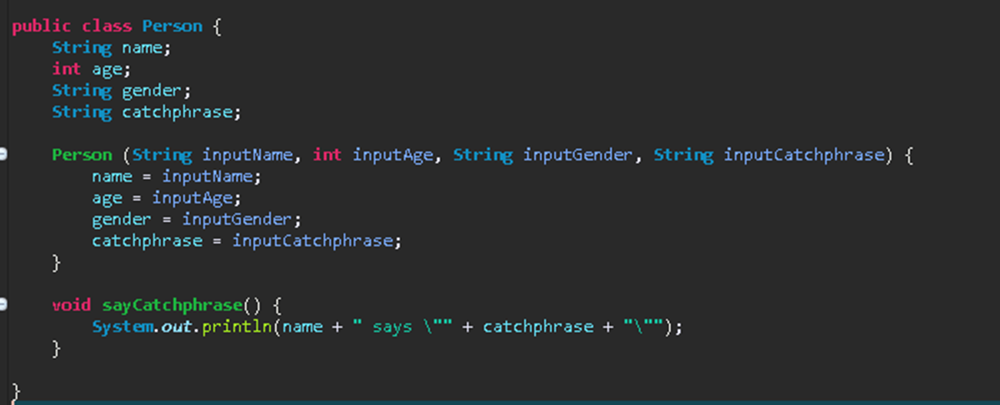 public class Person {
    String name;
    int age;
    String gender;
    String catchphrase;

    Person (String inputName, int inputAge, String inputGender, String inputCatchphrase) {
        name = inputName;
        age = inputAge;
        gender = inputGender;
        catchphrase = inputCatchphrase;
    }

    void sayCatchphrase() {
        System.out.println(name + " says \"" + catchphrase + "\"");
    }

}